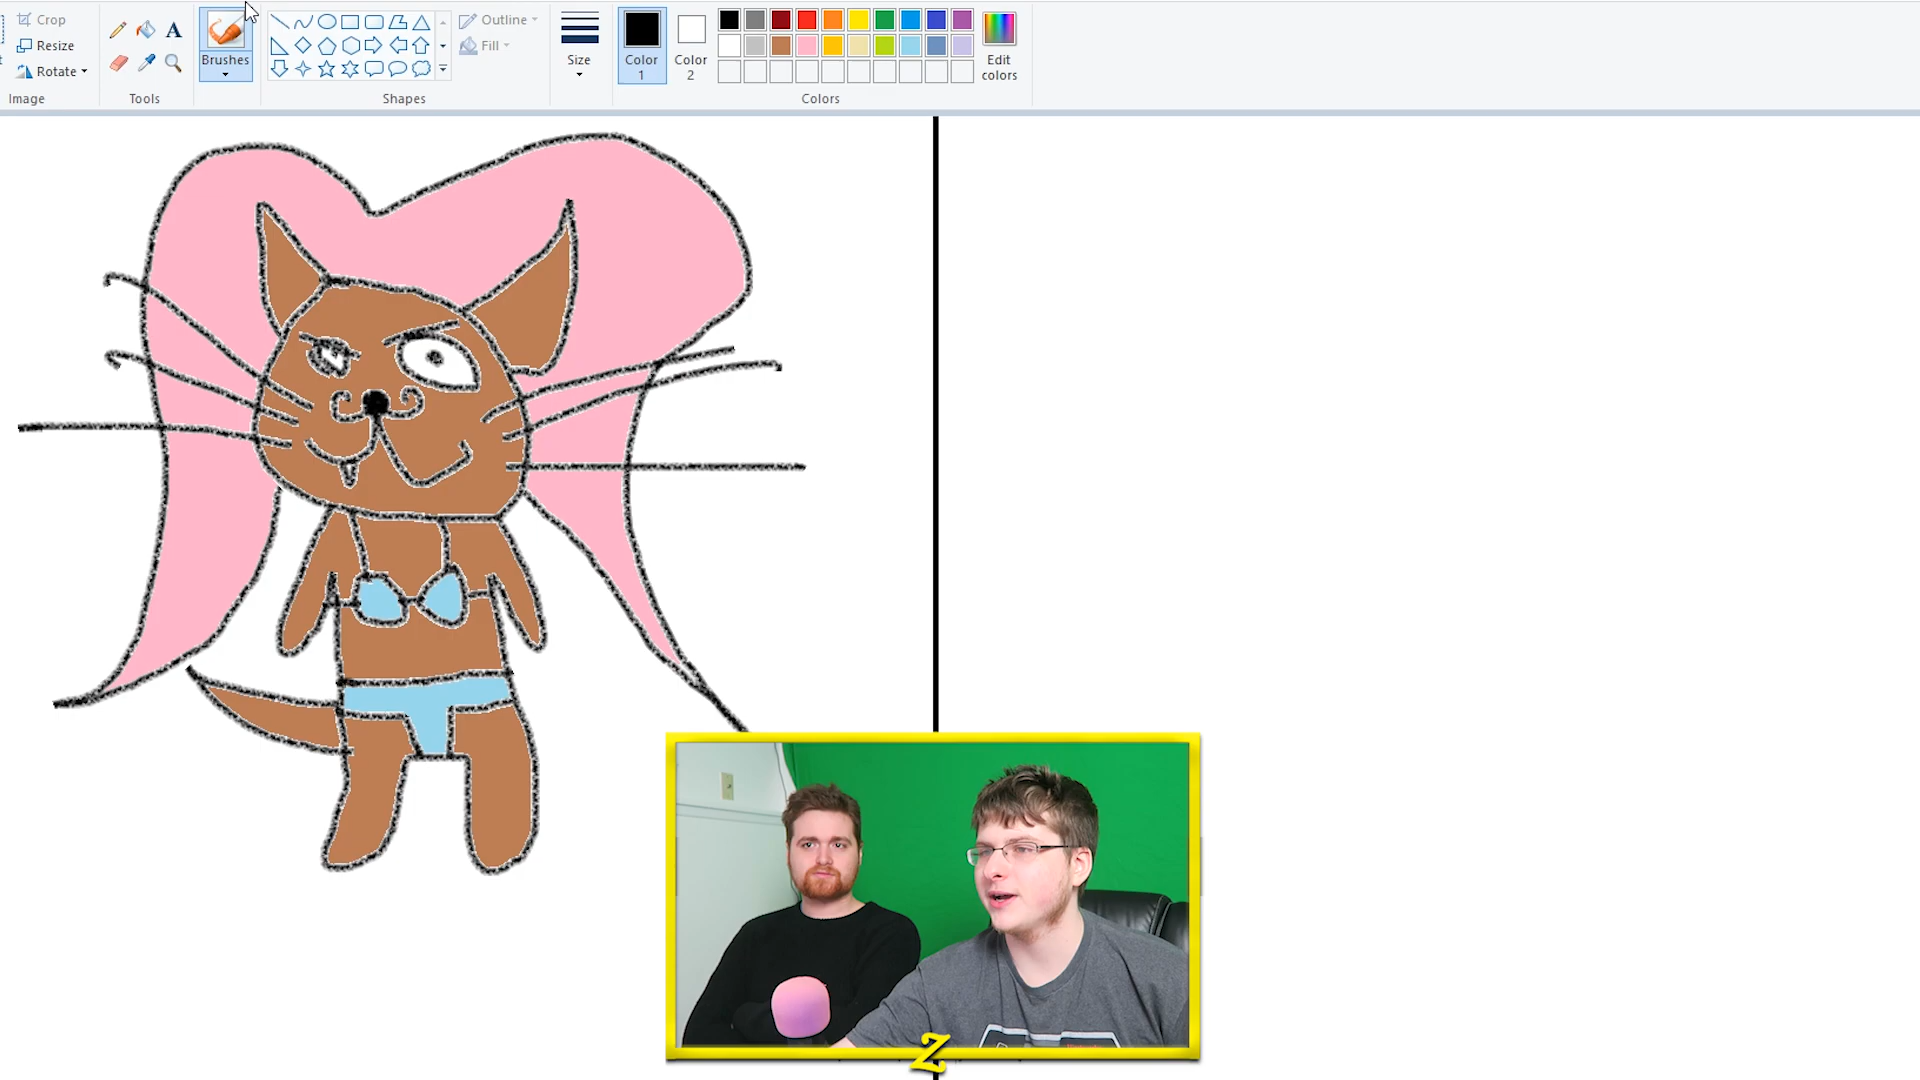 Crop
Resize
Rotate
Image
A
Tools
Brushes
Shapes
Outline
Fill
Size
Color
1
Color
2
Edit
colors
Colors
Z